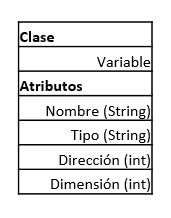 Clase
Variable
Atributos
Nombre (String)
Tipo (String)
Dirección (int)
Dimensión (int)